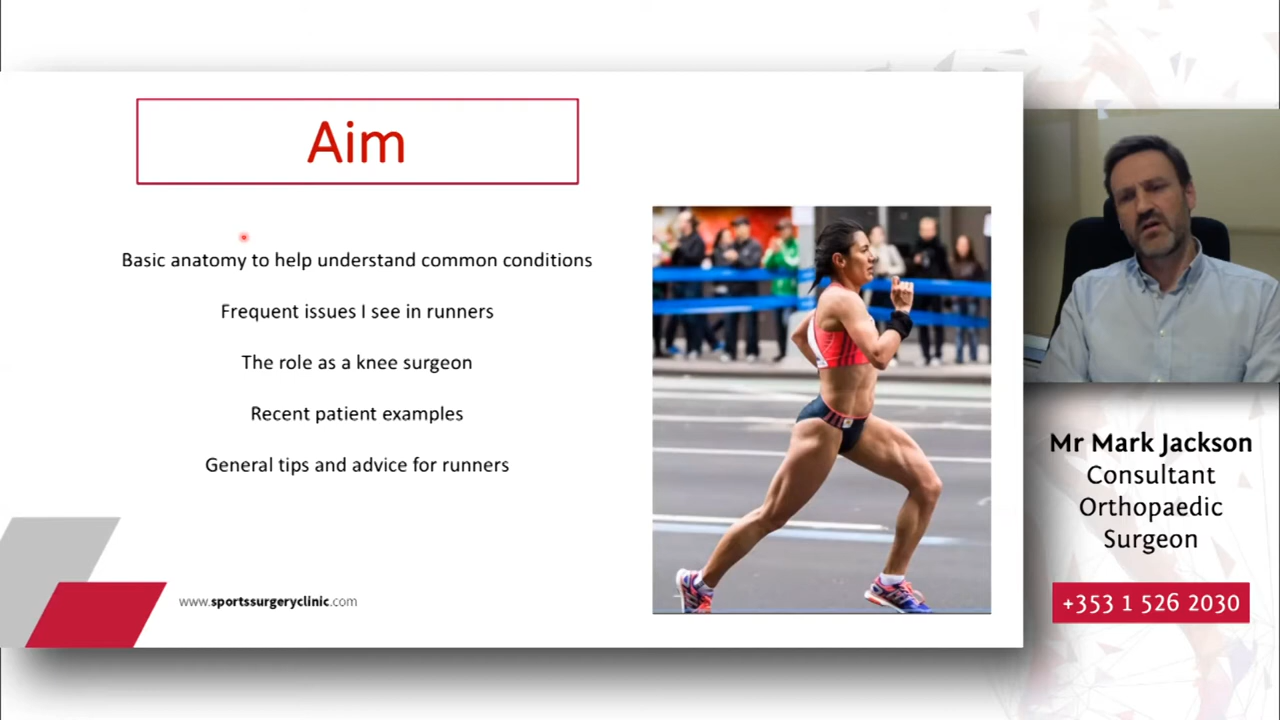 Aim
Basic anatomy to help understand common conditions
Frequent issues I see in runners
The role as a knee surgeon
Recent patient examples
General tips and advice for runners
www.sportssurgeryclinic.com
Mr Mark Jackson
Consultant
Orthopaedic
Surgeon
+353 1 526 2030